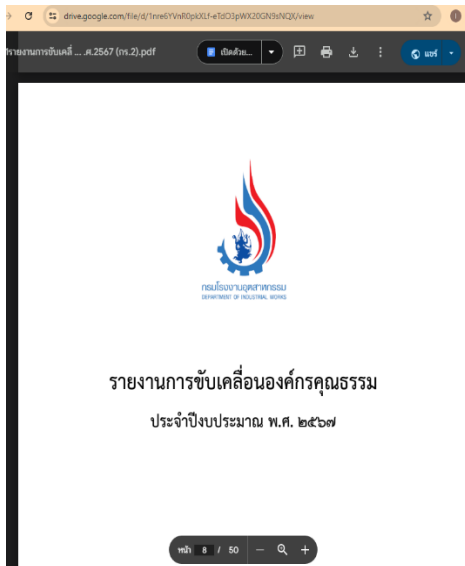 drive.google.com/file/d/1nre6YVnR0pkXLf-eTdO3pWX20GN9sNQX/view
รายงานการขับเคลื่ ... .ศ.2567 (กร.2).pdf
เปิดด้วย...
แชร์
กรมโรงงานอุตสาหกรรม
DEPARTMENT OF INDUSTRIAL WORKS
รายงานการขับเคลื่อนองค์กรคุณธรรม
ประจำปีงบประมาณ พ.ศ. ๒๕๖๗
หน้า 8 / 50